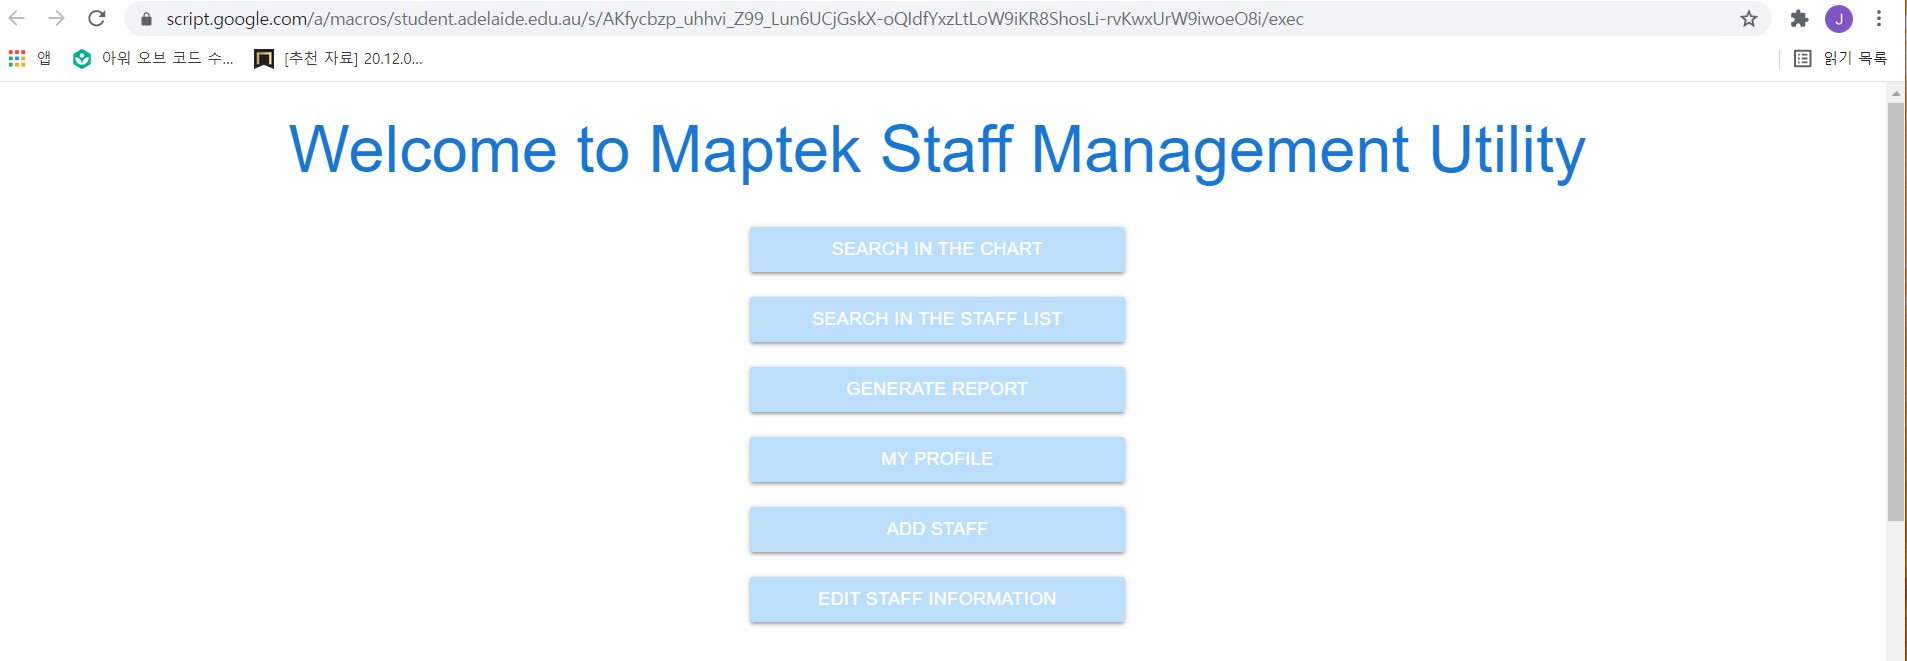 script.google.com/a/macros/student.adelaide.edu.au/s/AKfycbzp_uhhvi_Z99_Lun6UCjGskX-oQIdfYxzLtLoW9iKR8ShosLi-rvKwxUrW9iwoeO8i/exec
J
앱 아워 오브 코드 수... [추천 자료] 20.12.0... 읽기 목록
Welcome to Maptek Staff Management Utility
SEARCH IN THE CHART
SEARCH IN THE STAFF LIST
GENERATE REPORT
MY PROFILE
ADD STAFF
EDIT STAFF INFORMATION